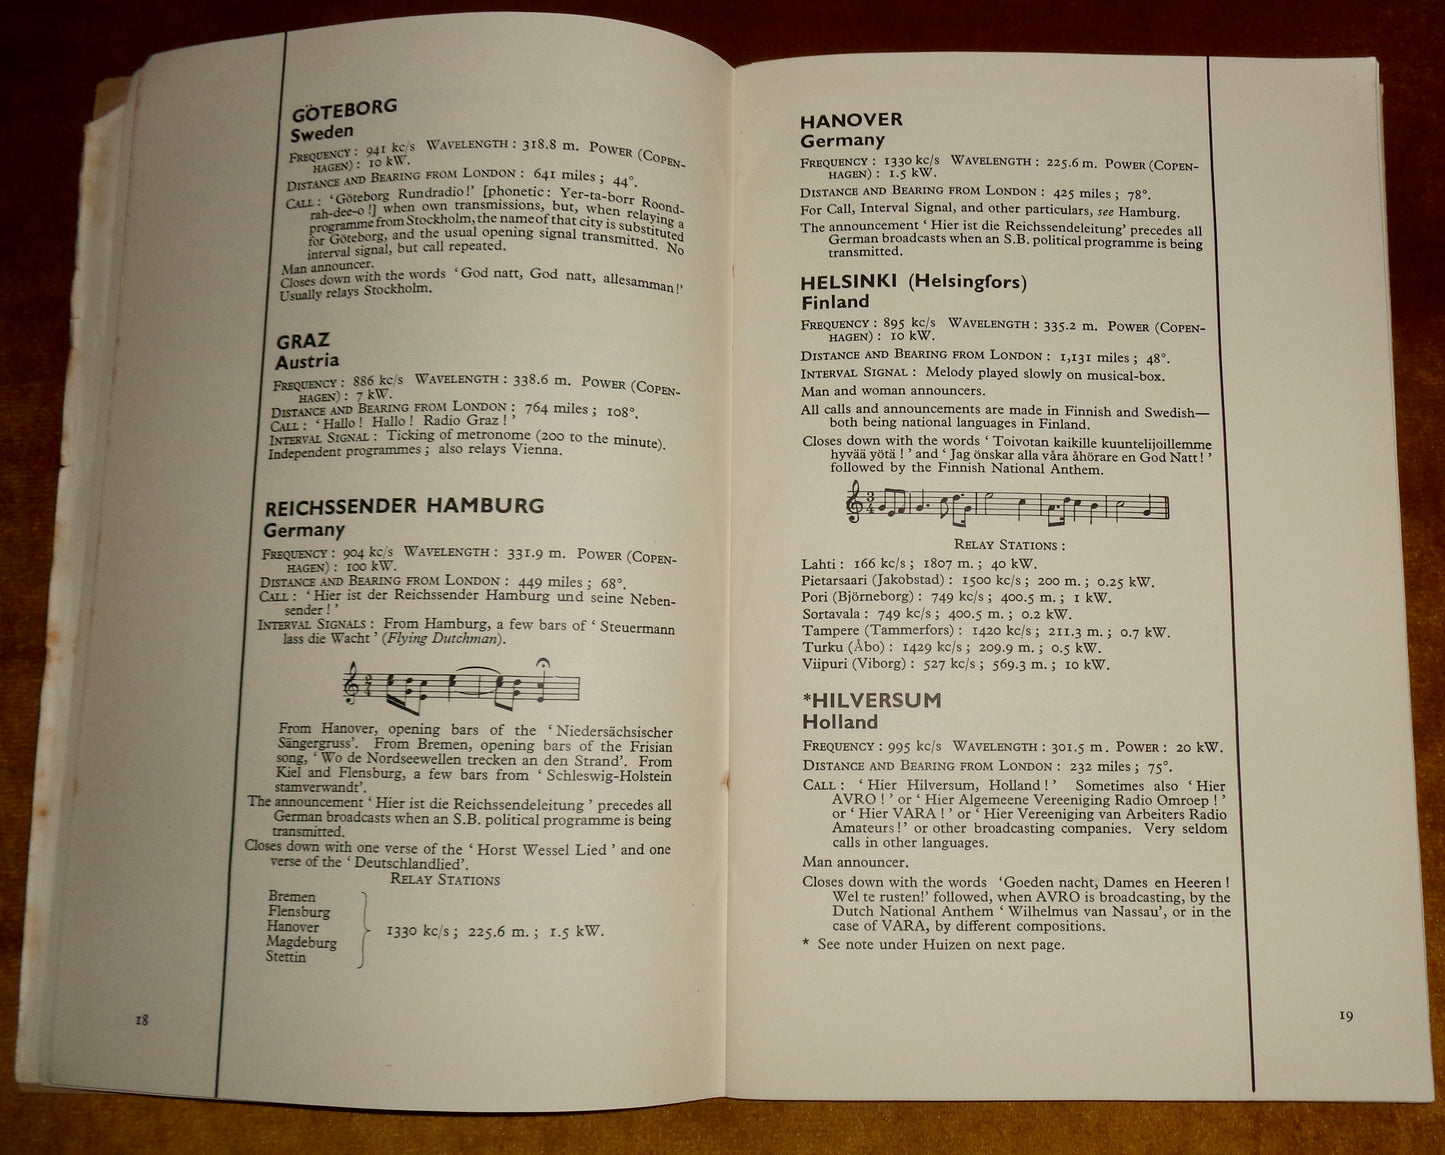 GÖTEBORG
Sweden
FREQUENCY : 941 kc/s WAVELENGTH : 318.8 m. POWER (COPEN-
HAGEN) : 10 kW.
DISTANCE AND BEARING FROM LONDON : 641 miles ; 44°.
CALL : ‘Göteborg Rundradio!’ [phonetic : Yer-ta-borr Roond-
rah-dee-o !] when own transmissions, but, when relaying a
programme from Stockholm, the name of that city is substituted
for Göteborg, and the usual opening signal transmitted. No
interval signal, but call repeated.
Man announcer.
Closes down with the words ‘God natt, God natt, allesamman!’
Usually relays Stockholm.
GRAZ
Austria
FREQUENCY : 886 kc/s WAVELENGTH : 338.6 m. POWER (COPEN-
HAGEN) : 7 kW.
DISTANCE AND BEARING FROM LONDON : 764 miles ; 108°.
CALL : ‘Hallo ! Hallo ! Radio Graz ! ’
INTERVAL SIGNAL : Ticking of metronome (200 to the minute).
Independent programmes ; also relays Vienna.
REICHSSENDER HAMBURG
Germany
FREQUENCY : 904 kc/s WAVELENGTH : 331.9 m. POWER (COPEN-
HAGEN) : 100 kW.
DISTANCE AND BEARING FROM LONDON : 449 miles ; 68°.
CALL : ‘Hier ist der Reichssender Hamburg und seine Neben-
sender ! ’
INTERVAL SIGNALS : From Hamburg, a few bars of ‘ Steuermann
lass die Wacht ’ (Flying Dutchman).
2
4
From Hanover, opening bars of the ‘ Niedersächsischer
Sängergruss’. From Bremen, opening bars of the Frisian
song, ‘ Wo de Nordseewellen trecken an den Strand’. From
Kiel and Flensburg, a few bars from ‘ Schleswig-Holstein
stamverwandt’.
The announcement ‘ Hier ist die Reichssendeleitung ’ precedes all
German broadcasts when an S.B. political programme is being
transmitted.
Closes down with one verse of the ‘ Horst Wessel Lied ’ and one
verse of the ‘ Deutschlandlied’.
RELAY STATIONS
Bremen
Flensburg
Hanover
Magdeburg
Stettin
1330 kc/s ; 225.6 m. ; 1.5 kW.
18
HANOVER
Germany
FREQUENCY : 1330 kc/s WAVELENGTH : 225.6 m. POWER (COPEN-
HAGEN) : 1.5 kW.
DISTANCE AND BEARING FROM LONDON : 425 miles ; 78°.
For Call, Interval Signal, and other particulars, see Hamburg.
The announcement ‘ Hier ist die Reichssendeleitung’ precedes all
German broadcasts when an S.B. political programme is being
transmitted.
HELSINKI (Helsingfors)
Finland
FREQUENCY : 895 kc/s WAVELENGTH : 335.2 m. POWER (COPEN-
HAGEN) : 10 kW.
DISTANCE AND BEARING FROM LONDON : 1,131 miles ; 48°.
INTERVAL SIGNAL : Melody played slowly on musical-box.
Man and woman announcers.
All calls and announcements are made in Finnish and Swedish—
both being national languages in Finland.
Closes down with the words ‘ Toivotan kaikille kuuntelijoillemme
hyvää yötä ! ’ and ‘ Jag önskar alla våra åhörare en God Natt ! ’
followed by the Finnish National Anthem.
3
4
RELAY STATIONS :
Lahti : 166 kc/s ; 1807 m. ; 40 kW.
Pietarsaari (Jakobstad) : 1500 kc/s ; 200 m. ; 0.25 kW.
Pori (Björneborg) : 749 kc/s ; 400.5 m. ; 1 kW.
Sortavala : 749 kc/s ; 400.5 m. ; 0.2 kW.
Tampere (Tammerfors) : 1420 kc/s ; 211.3 m. ; 0.7 kW.
Turku (Åbo) : 1429 kc/s ; 209.9 m. ; 0.5 kW.
Viipuri (Viborg) : 527 kc/s ; 569.3 m. ; 10 kW.
*HILVERSUM
Holland
FREQUENCY : 995 kc/s WAVELENGTH : 301.5 m. POWER : 20 kW.
DISTANCE AND BEARING FROM LONDON : 232 miles ; 75°.
CALL : ‘ Hier Hilversum, Holland ! ’ Sometimes also ‘ Hier
AVRO ! ’ or ‘ Hier Algemeene Vereeniging Radio Omroep ! ’
or ‘ Hier VARA ! ’ or ‘ Hier Vereeniging van Arbeiters Radio
Amateurs ! ’ or other broadcasting companies. Very seldom
calls in other languages.
Man announcer.
Closes down with the words ‘Goeden nacht, Dames en Heeren !
Wel te rusten!’ followed, when AVRO is broadcasting, by the
Dutch National Anthem ‘ Wilhelmus van Nassau’, or in the
case of VARA, by different compositions.
* See note under Huizen on next page.
19